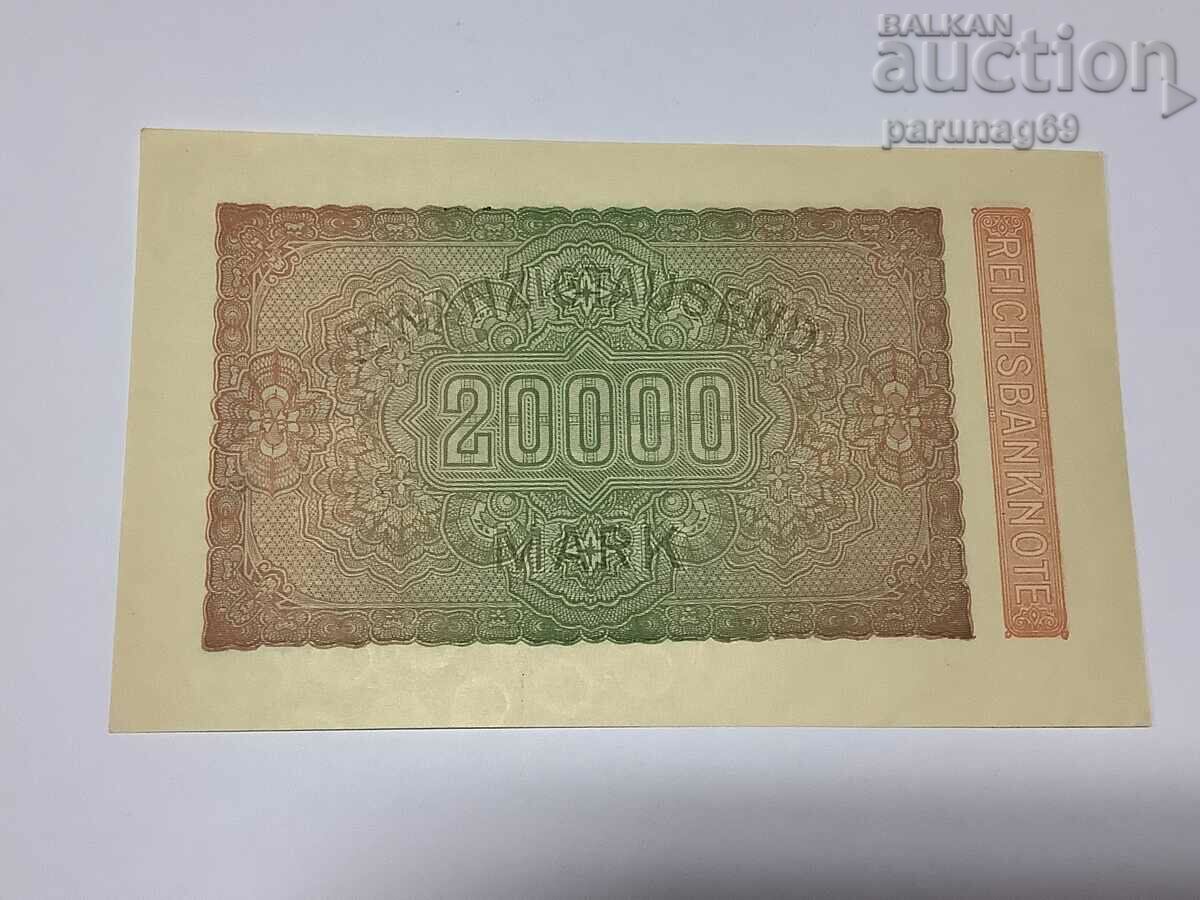 BALKAN
auction
parunag69
ZWANZIGTAUSEND
20000
MARK
REICHSBANKNOTE